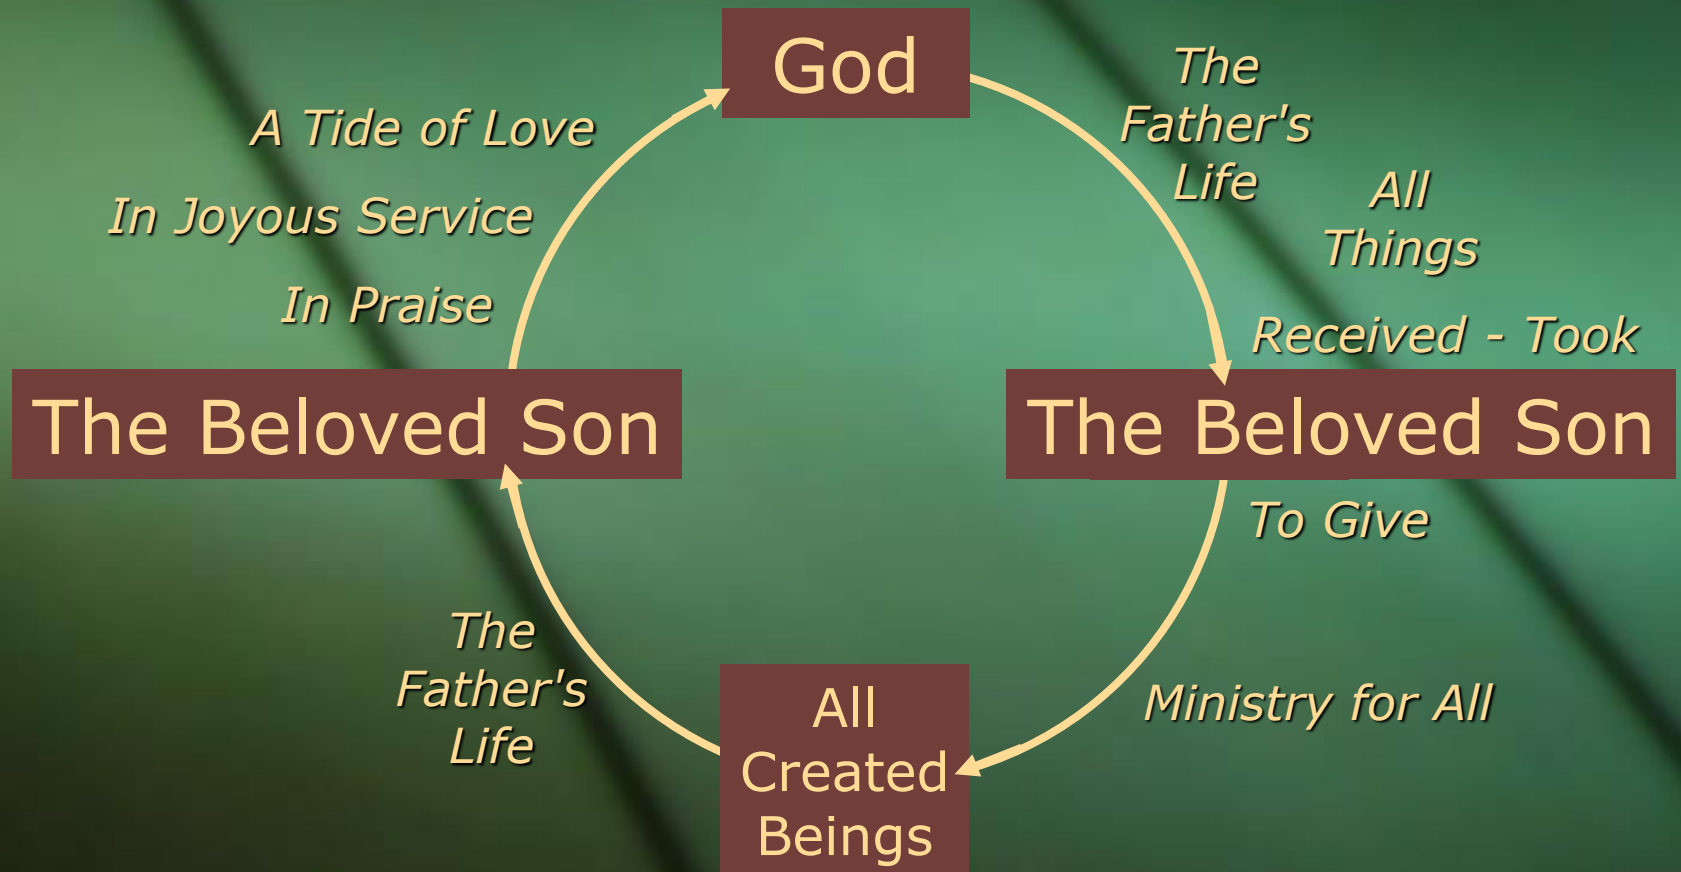 God
The
Father's
Life
All
Things
Received - Took
The Beloved Son
To Give
Ministry for All
All
Created
Beings
The
Father's
Life
The Beloved Son
In Praise
In Joyous Service
A Tide of Love